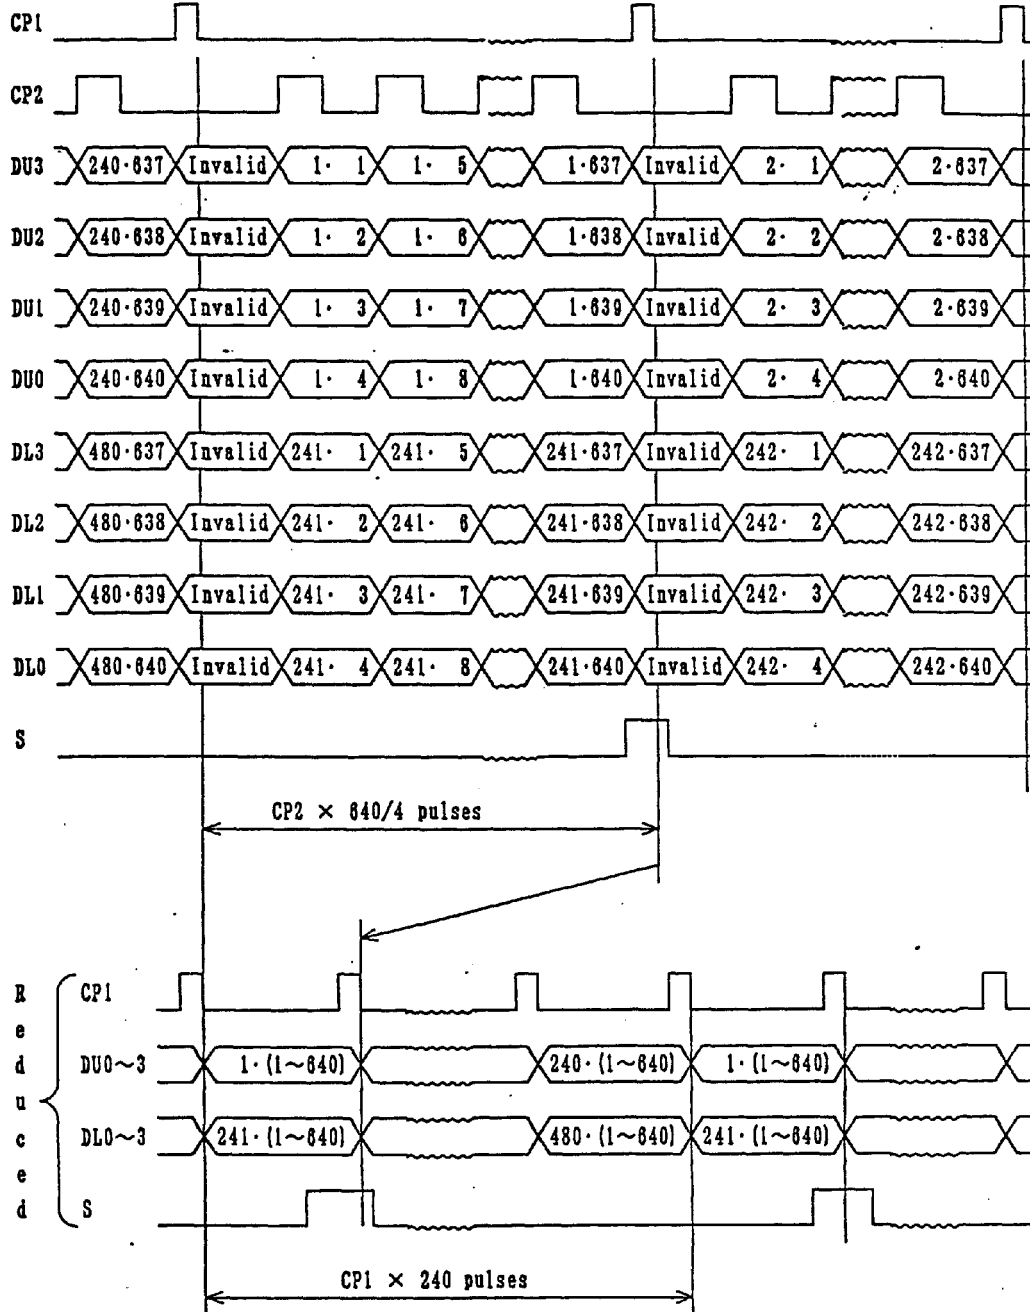 CP1
CP2
DU3 240·637 Invalid 1· 1 1· 5 1·637 Invalid 2· 1 2·637
DU2 240·638 Invalid 1· 2 1· 6 1·638 Invalid 2· 2 2·638
DU1 240·639 Invalid 1· 3 1· 7 1·639 Invalid 2· 3 2·639
DU0 240·640 Invalid 1· 4 1· 8 1·640 Invalid 2· 4 2·640
DL3 480·637 Invalid 241· 1 241· 5 241·637 Invalid 242· 1 242·637
DL2 480·638 Invalid 241· 2 241· 6 241·638 Invalid 242· 2 242·638
DL1 480·639 Invalid 241· 3 241· 7 241·639 Invalid 242· 3 242·639
DL0 480·640 Invalid 241· 4 241· 8 241·640 Invalid 242· 4 242·640
S
CP2 × 640/4 pulses
Reduced
CP1
DU0~3 1·(1~640) 240·(1~640) 1·(1~640)
DL0~3 241·(1~640) 480·(1~640) 241·(1~640)
S
CP1 × 240 pulses